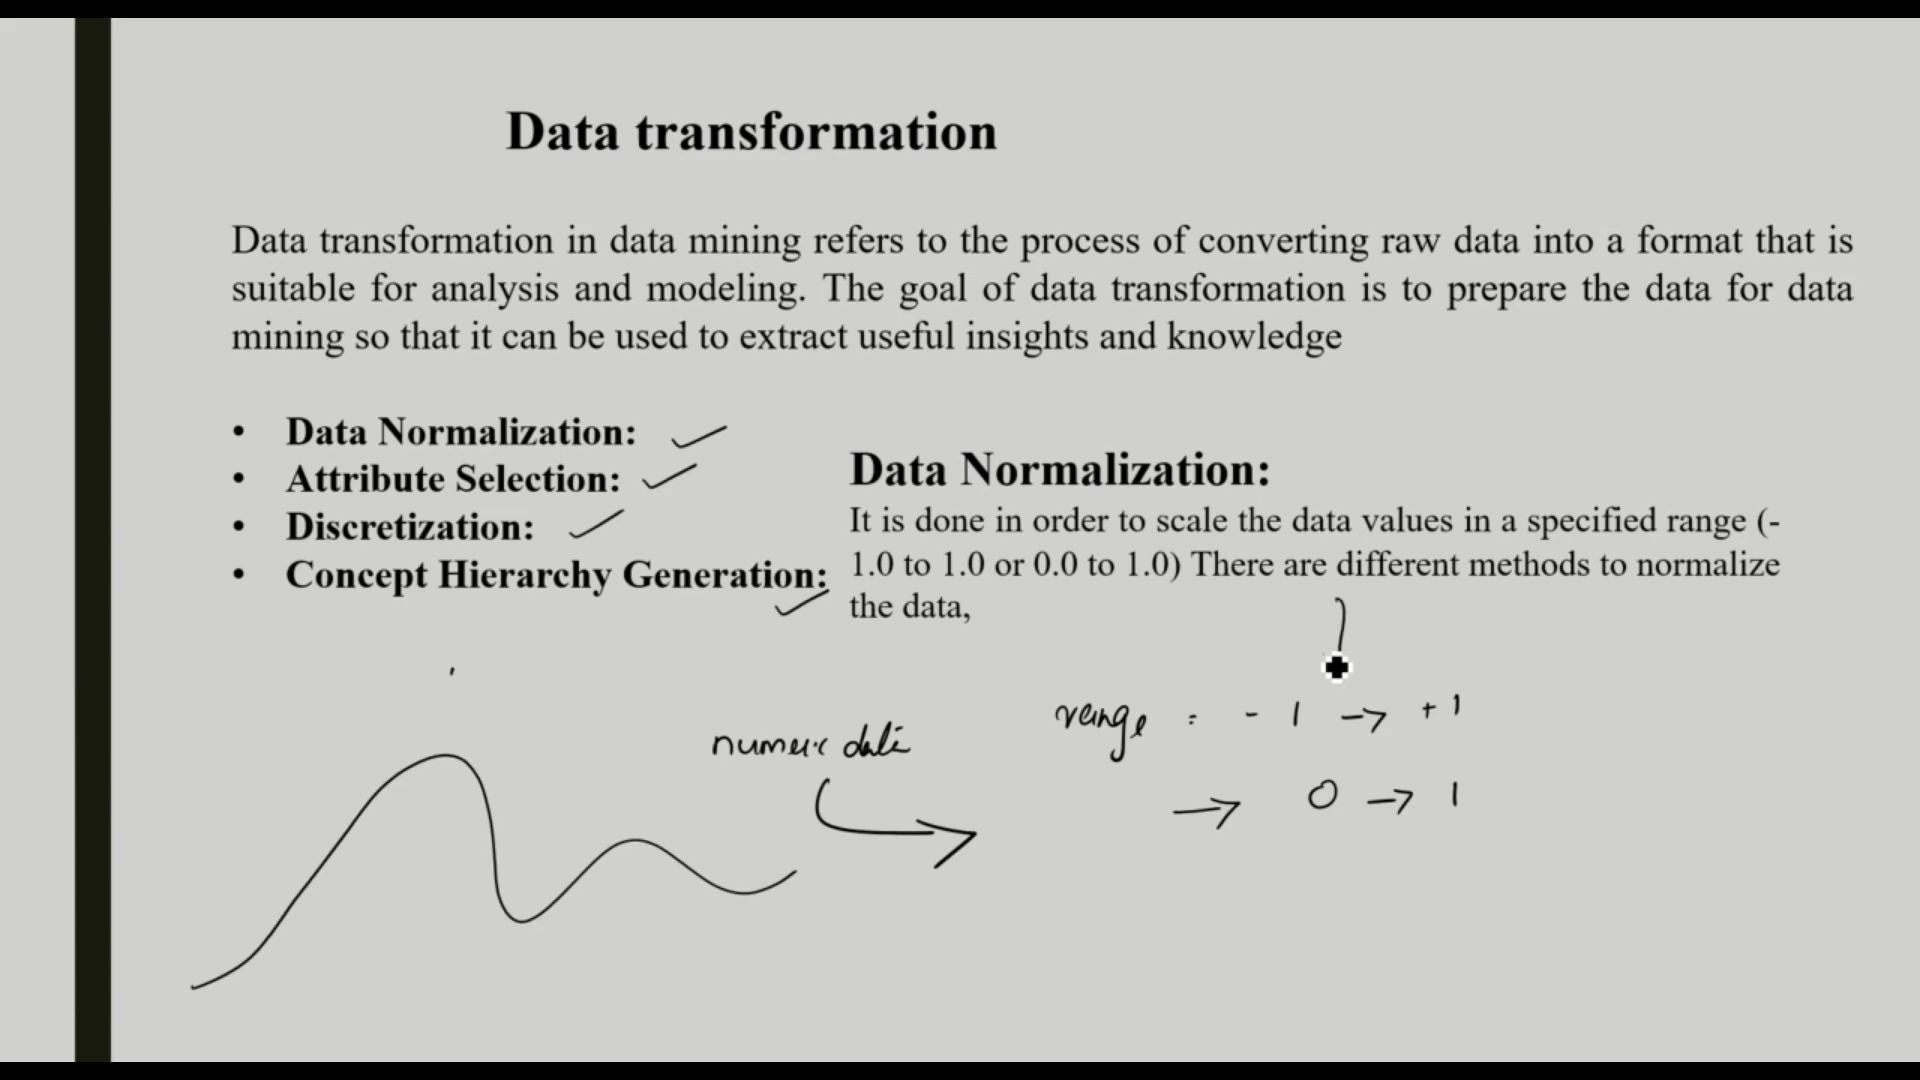 Data transformation
Data transformation in data mining refers to the process of converting raw data into a format that is
suitable for analysis and modeling. The goal of data transformation is to prepare the data for data
mining so that it can be used to extract useful insights and knowledge
• Data Normalization:
• Attribute Selection:
• Discretization:
• Concept Hierarchy Generation:
Data Normalization:
It is done in order to scale the data values in a specified range (-
1.0 to 1.0 or 0.0 to 1.0) There are different methods to normalize
the data,
numeric data
range = - 1 → + 1
→ 0 → 1